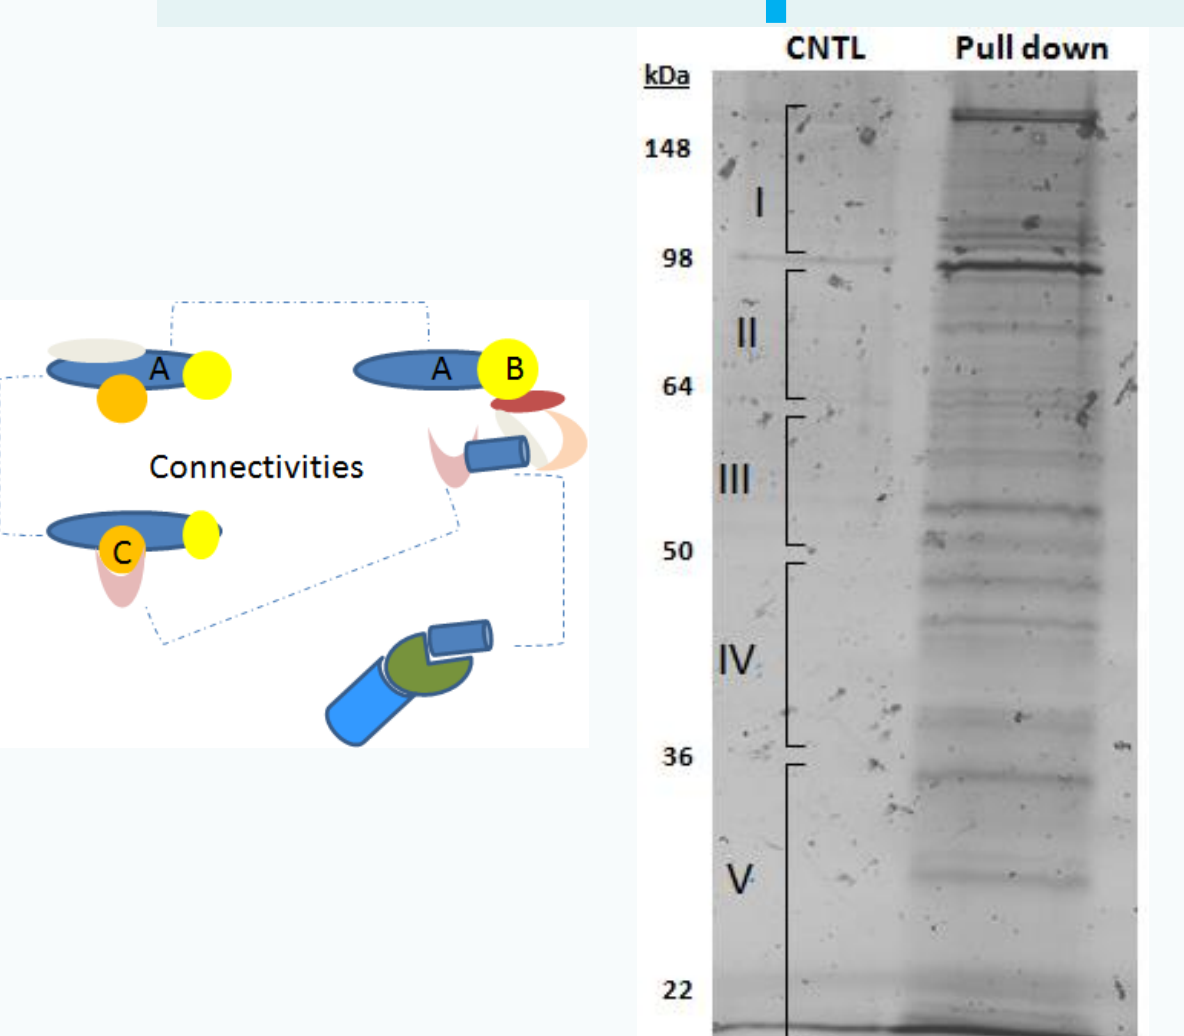 CNTL Pull down
kDa
148
I
98
II
64
III
50
IV
36
V
22
A
A B
Connectivities
C